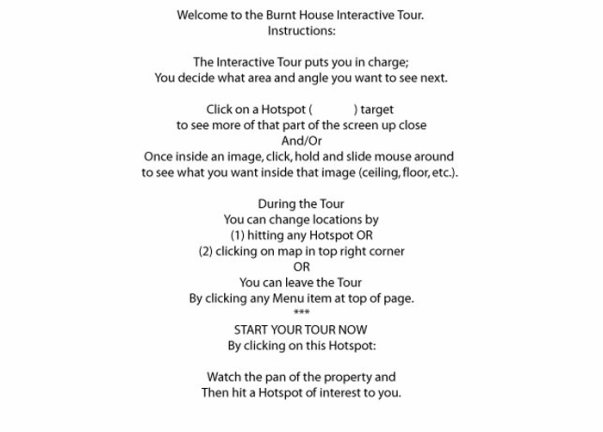 Welcome to the Burnt House Interactive Tour.
Instructions:
The Interactive Tour puts you in charge;
You decide what area and angle you want to see next.
Click on a Hotspot ( ) target
to see more of that part of the screen up close
And/Or
Once inside an image, click, hold and slide mouse around
to see what you want inside that image (ceiling, floor, etc.).
During the Tour
You can change locations by
(1) hitting any Hotspot OR
(2) clicking on map in top right corner
OR
You can leave the Tour
By clicking any Menu item at top of page.
***
START YOUR TOUR NOW
By clicking on this Hotspot:
Watch the pan of the property and
Then hit a Hotspot of interest to you.